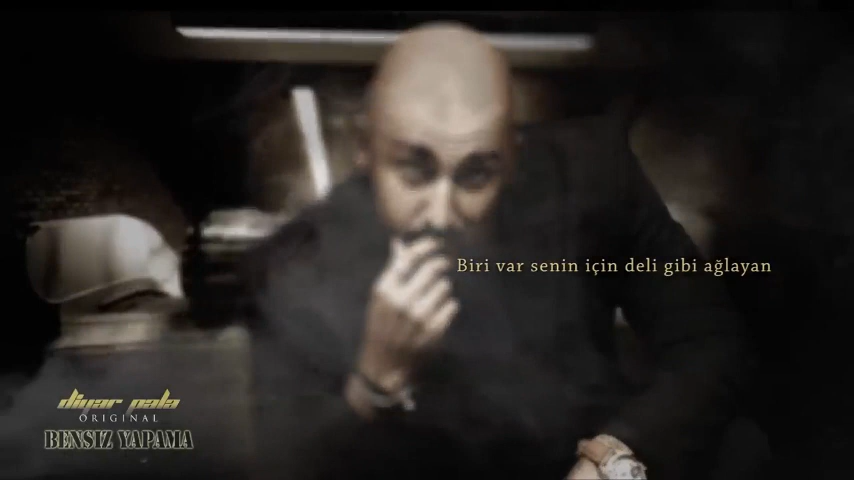 Biri var senin için deli gibi ağlayan
diyar pala
ORIGINAL
BENSIZ YAPAMA